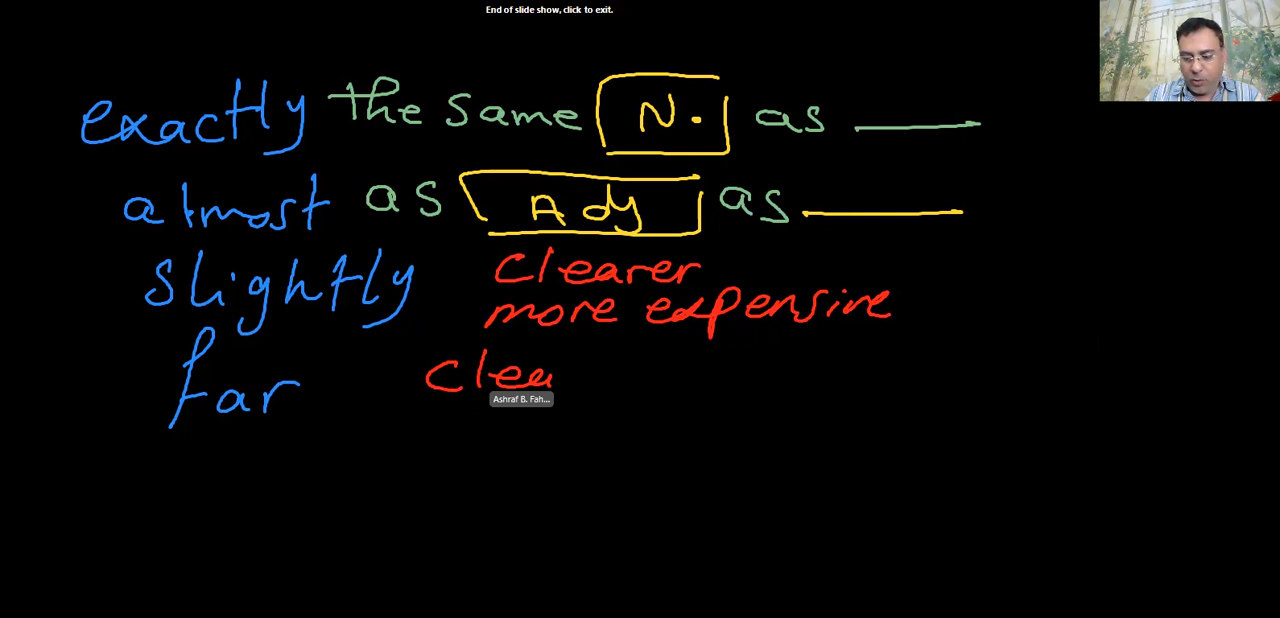 End of slide show, click to exit.
exactly the same N. as
almost as Adj as
slightly clearer
more expensive
far clea
Ashraf B. Fah...